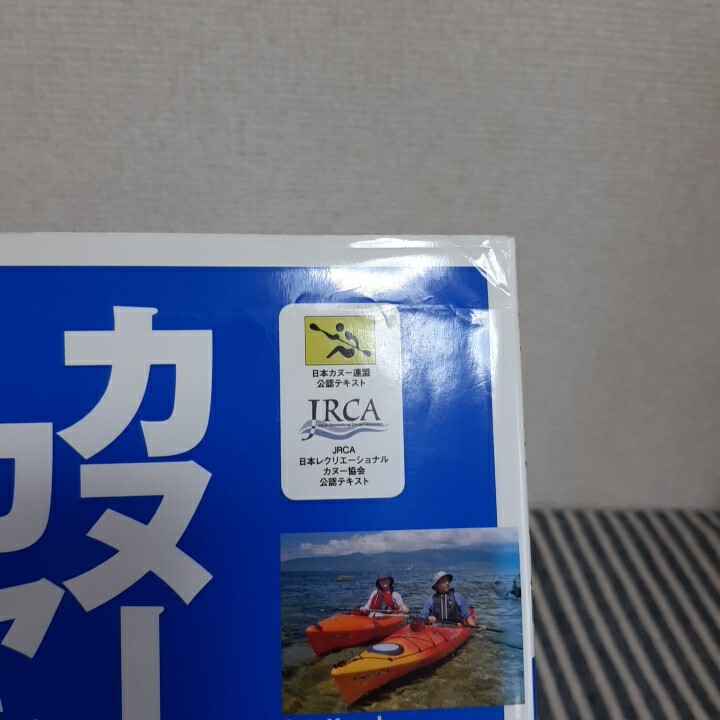 カヌー
日本カヌー連盟
公認テキスト
JRCA
JRCA
日本レクリエーショナル
カヌー協会
公認テキスト